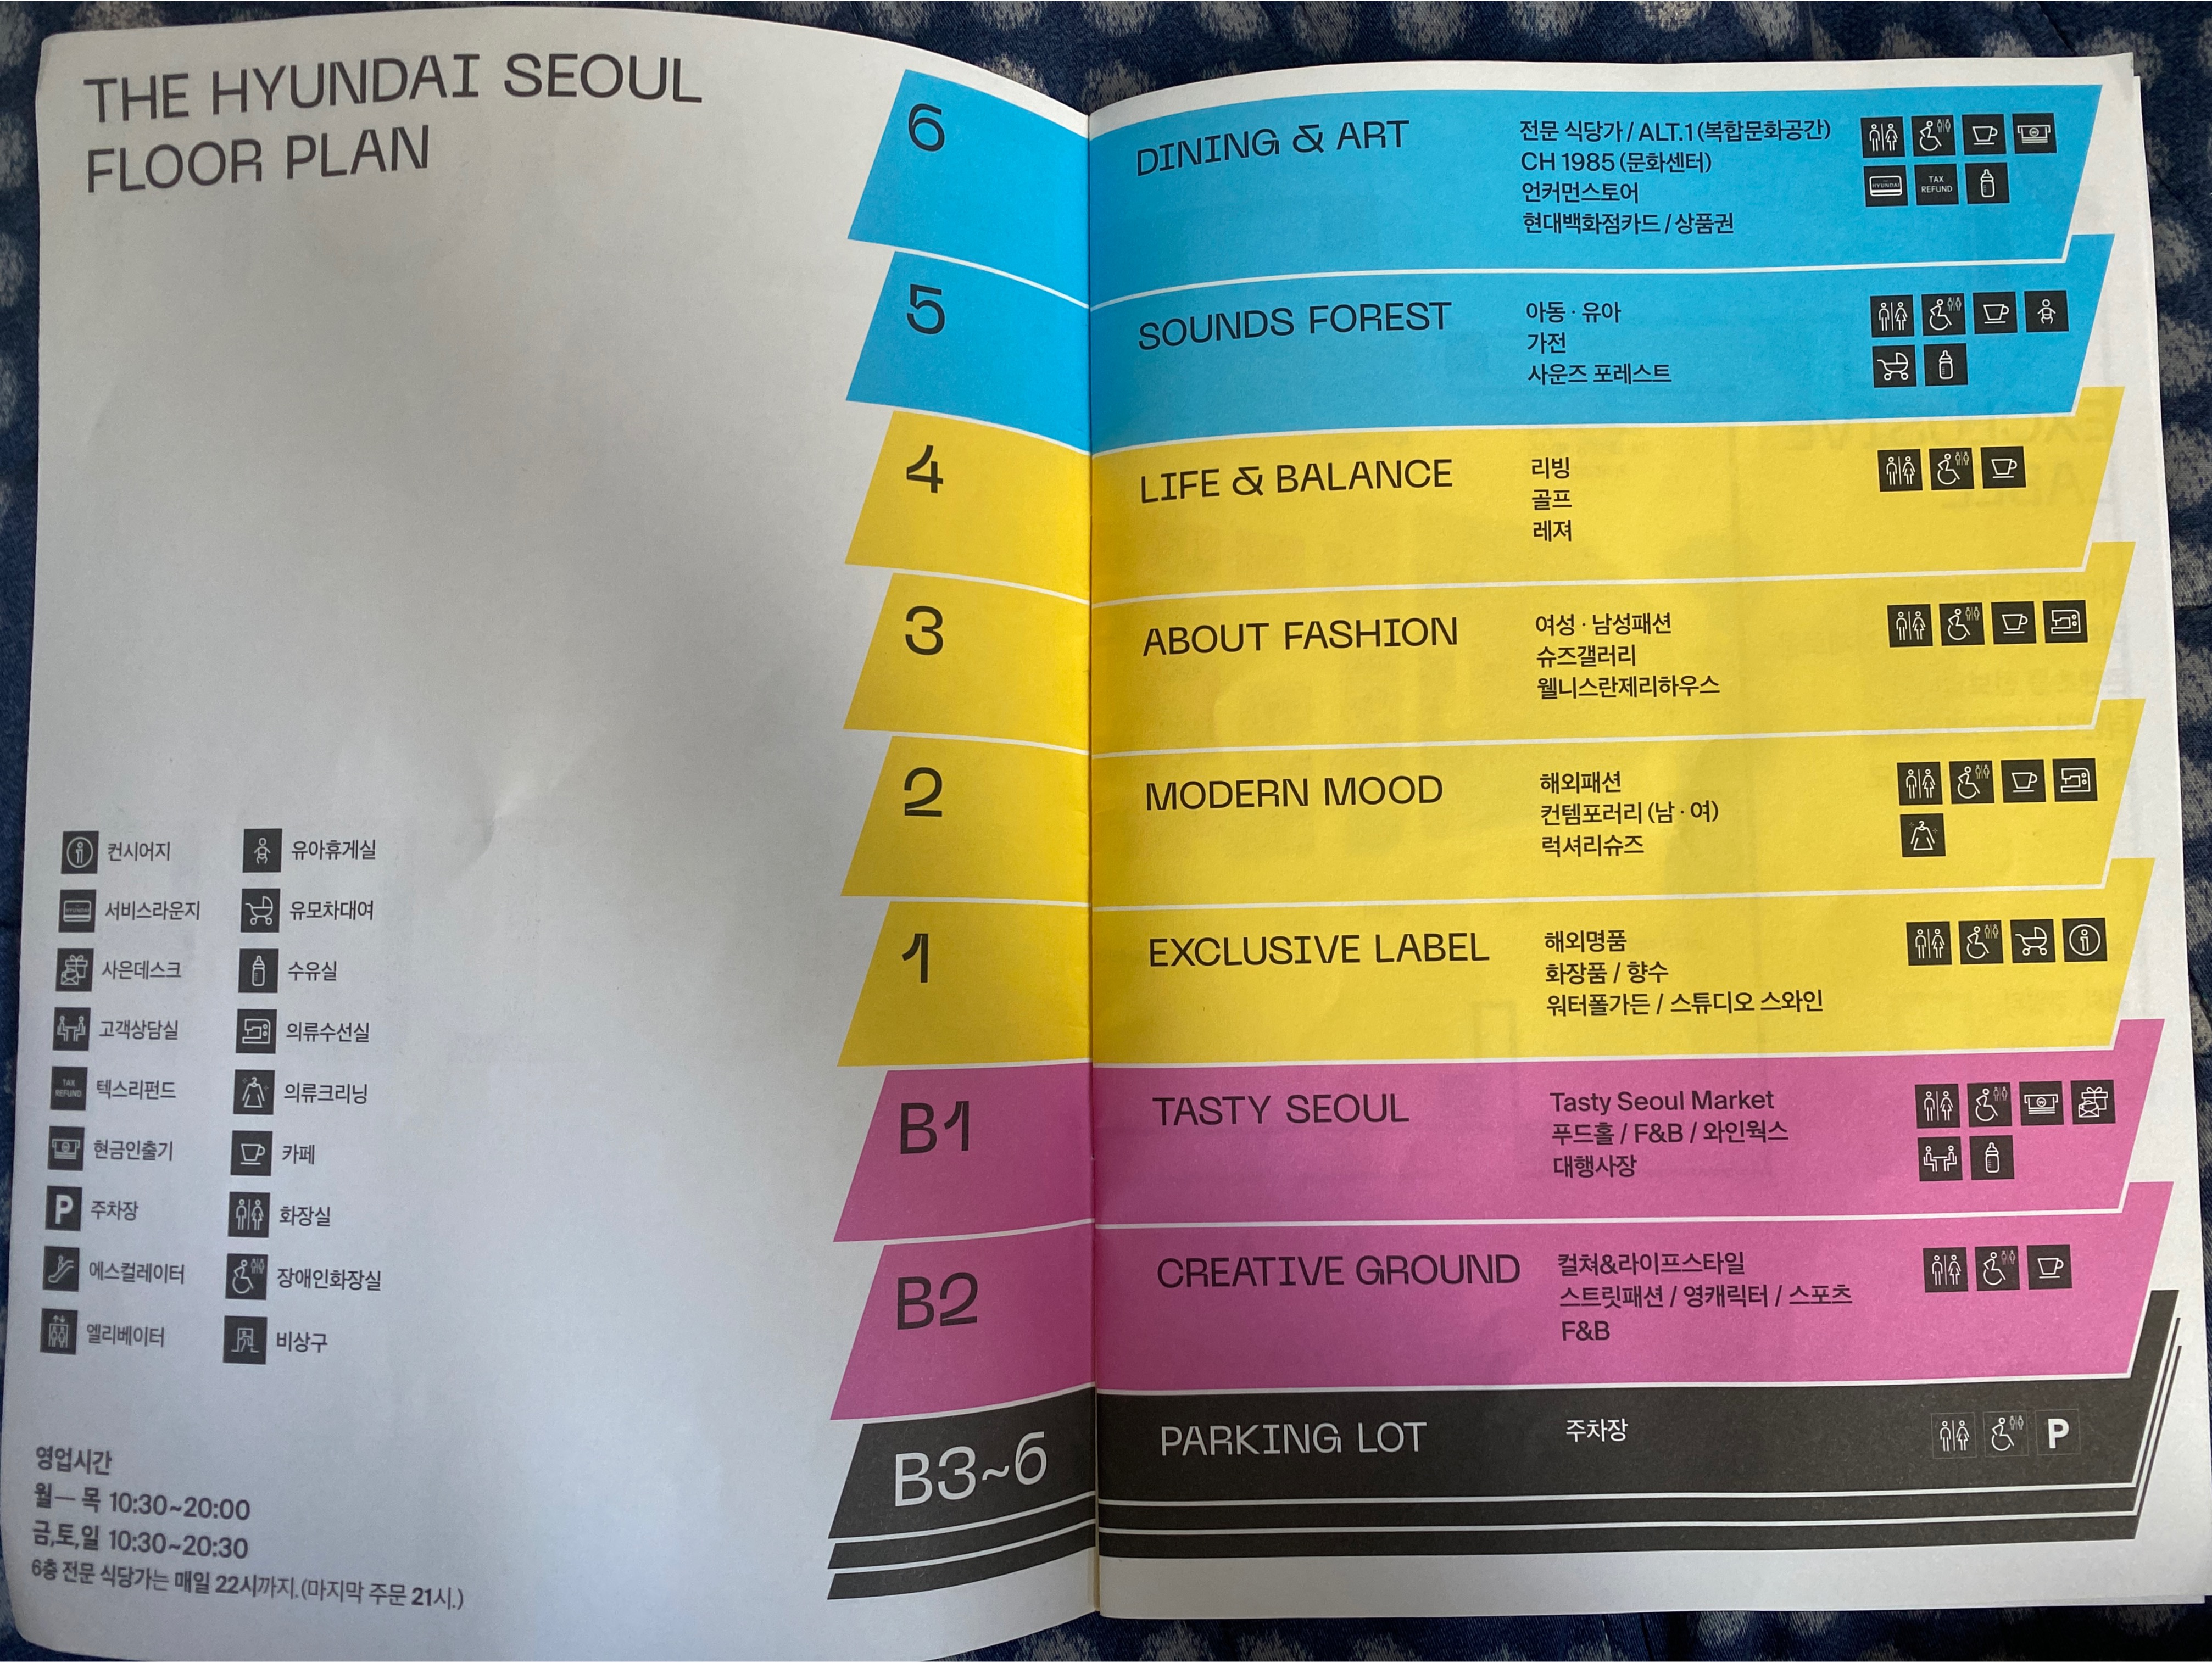 THE HYUNDAI SEOUL
FLOOR PLAN
컨시어지
서비스라운지
사은데스크
고객상담실
TAX
REFUND
텍스리펀드
현금인출기
P
주차장
에스컬레이터
엘리베이터
유아휴게실
유모차대여
수유실
의류수선실
의류크리닝
카페
화장실
장애인화장실
비상구
영업시간
월— 목 10:30~20:00
금,토,일 10:30~20:30
6층 전문 식당가는 매일 22시까지.(마지막 주문 21시.)
6
DINING & ART
전문 식당가 / ALT.1 (복합문화공간)
CH 1985 (문화센터)
언커먼스토어
현대백화점카드 / 상품권
HYUNDAI
TAX
REFUND
5
SOUNDS FOREST
아동 · 유아
가전
사운즈 포레스트
4
LIFE & BALANCE
리빙
골프
레져
3
ABOUT FASHION
여성 · 남성패션
슈즈갤러리
웰니스란제리하우스
2
MODERN MOOD
해외패션
컨템포러리 (남 · 여)
럭셔리슈즈
1
EXCLUSIVE LABEL
해외명품
화장품 / 향수
워터폴가든 / 스튜디오 스와인
B1
TASTY SEOUL
Tasty Seoul Market
푸드홀 / F&B / 와인웍스
대행사장
B2
CREATIVE GROUND
컬쳐&라이프스타일
스트릿패션 / 영캐릭터 / 스포츠
F&B
B3~6
PARKING LOT
주차장
P